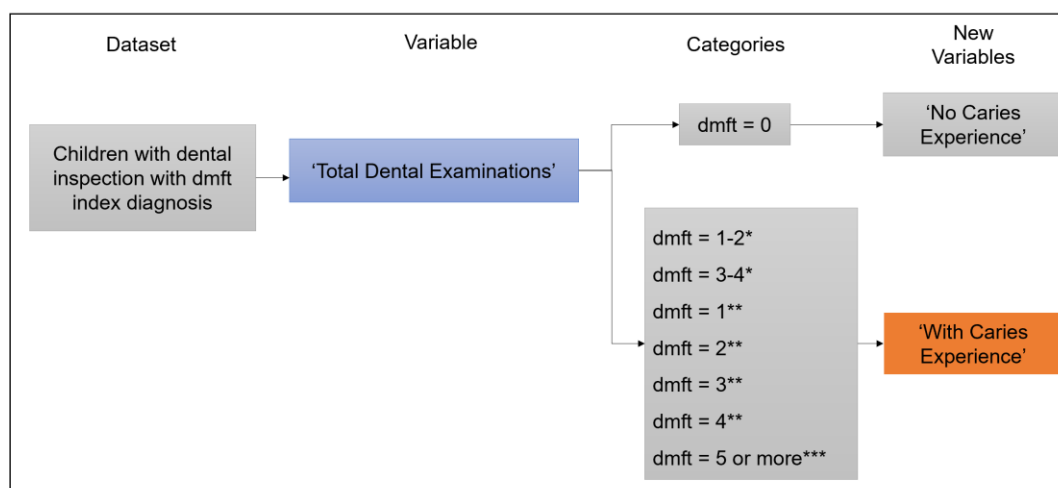 Dataset
Variable
Categories
New
Variables
Children with dental
inspection with dmft
index diagnosis
‘Total Dental Examinations’
dmft = 0
‘No Caries
Experience’
dmft = 1-2*
dmft = 3-4*
dmft = 1**
dmft = 2**
dmft = 3**
dmft = 4**
dmft = 5 or more***
‘With Caries
Experience’